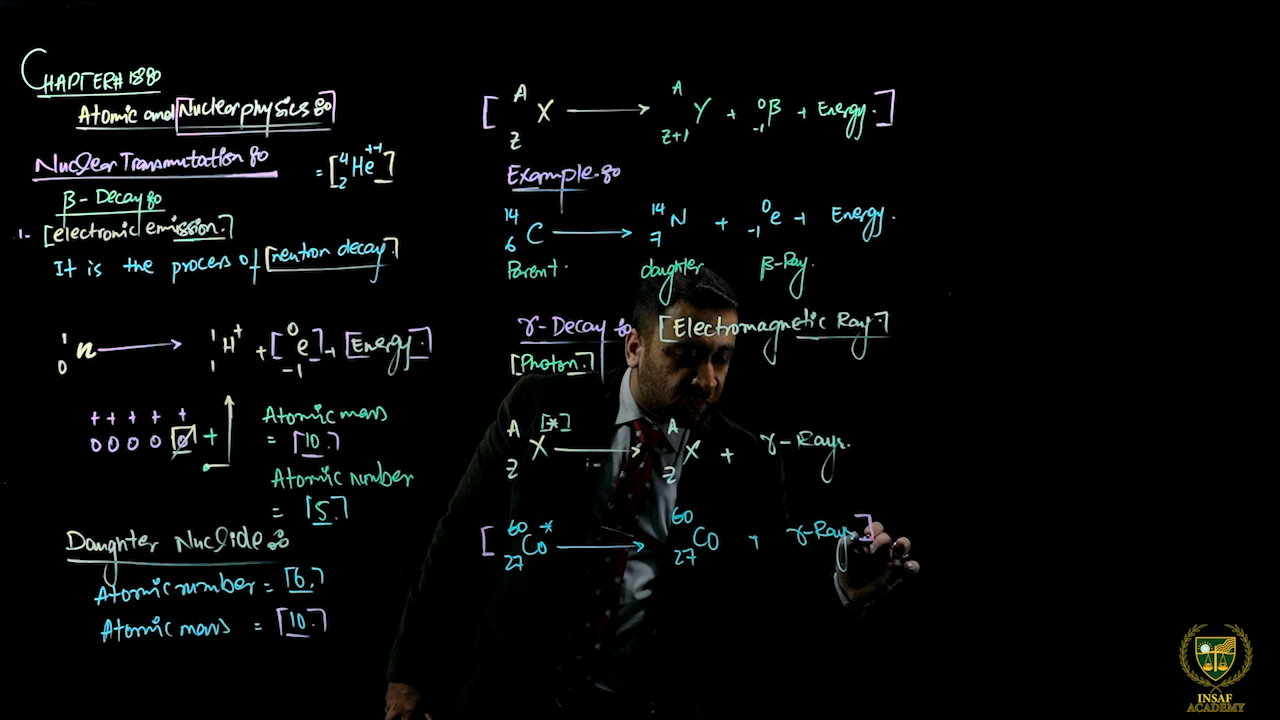 CHAPTER# 18:
Atomic and Nuclear physics:
Nuclear Transmutation:
= [⁴₂He⁺⁺]
β - Decay:
1- [electronic emission.]
It is the process of [neutron decay.]
¹₀n ⟶ ¹₁H⁺ + [⁰₋₁e] + [Energy.]
+ + + + +
0 0 0 0 0 +
Atomic mass
= [10.]
Atomic number
= [5.]
Daughter Nuclide:
Atomic number = [6.]
Atomic mass = [10.]
[ᴬ_Z X ⟶ ᴬ_Z+1 Y + ⁰₋₁β + Energy.]
Example:
¹⁴₆C ⟶ ¹⁴₇N + ⁰₋₁e + Energy.
Parent. daughter β-Ray.
γ-Decay: [Electromagnetic Ray.]
[Photon.]
ᴬ_Z X [*] ⟶ ᴬ_Z X + γ-Rays.
[⁶⁰₂₇Co* ⟶ ⁶⁰₂₇Co + γ-Rays.]
INSAF
ACADEMY